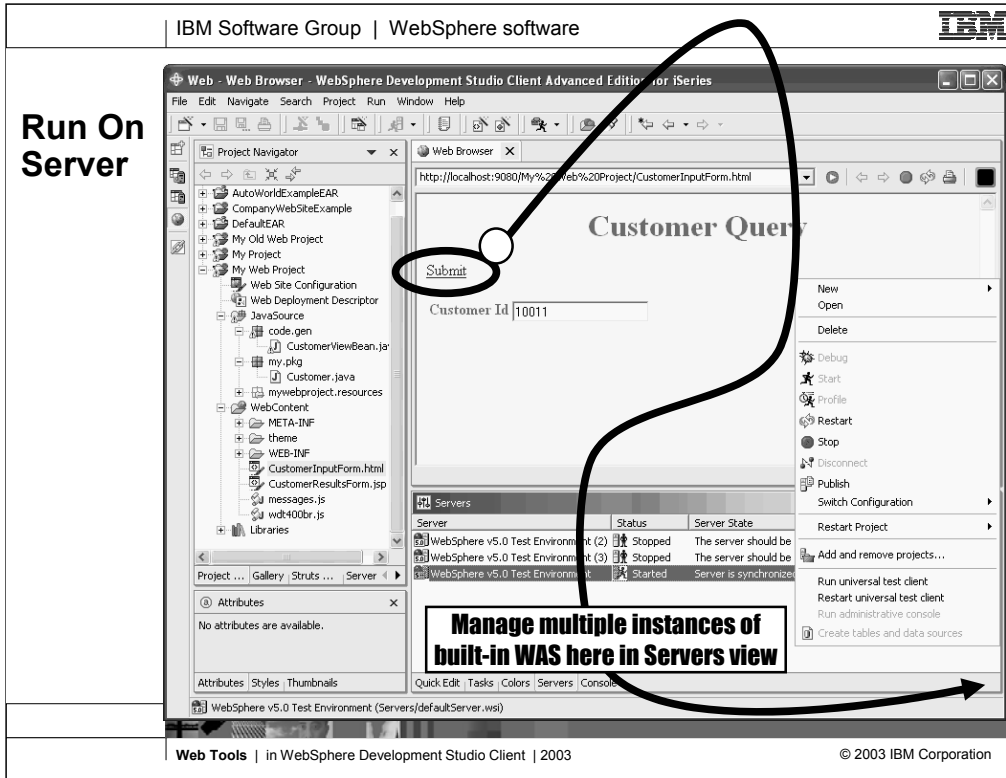 IBM Software Group | WebSphere software
IBM
Run On
Server
Web - Web Browser - WebSphere Development Studio Client Advanced Edition for iSeries
File Edit Navigate Search Project Run Window Help
Project Navigator
AutoWorldExampleEAR
CompanyWebSiteExample
DefaultEAR
My Old Web Project
My Project
My Web Project
Web Site Configuration
Web Deployment Descriptor
JavaSource
code.gen
CustomerViewBean.ja
my.pkg
Customer.java
mywebproject.resources
WebContent
META-INF
theme
WEB-INF
CustomerInputForm.html
CustomerResultsForm.jsp
messages.js
wdt400br.js
Libraries
Project ... Gallery Struts ... Server
Attributes
No attributes are available.
Attributes Styles Thumbnails
Web Browser
http://localhost:9080/My%20Web%20Project/CustomerInputForm.html
Customer Query
Submit
Customer Id 10011
New
Open
Delete
Debug
Start
Profile
Restart
Stop
Disconnect
Publish
Switch Configuration
Restart Project
Add and remove projects...
Run universal test client
Restart universal test client
Run administrative console
Create tables and data sources
Servers
Server Status Server State
WebSphere v5.0 Test Environment (2) Stopped The server should be
WebSphere v5.0 Test Environment (3) Stopped The server should be
WebSphere v5.0 Test Environment Started Server is synchronized
Manage multiple instances of
built-in WAS here in Servers view
Quick Edit Tasks Colors Servers Console
WebSphere v5.0 Test Environment (Servers/defaultServer.wsi)
Web Tools | in WebSphere Development Studio Client | 2003
© 2003 IBM Corporation